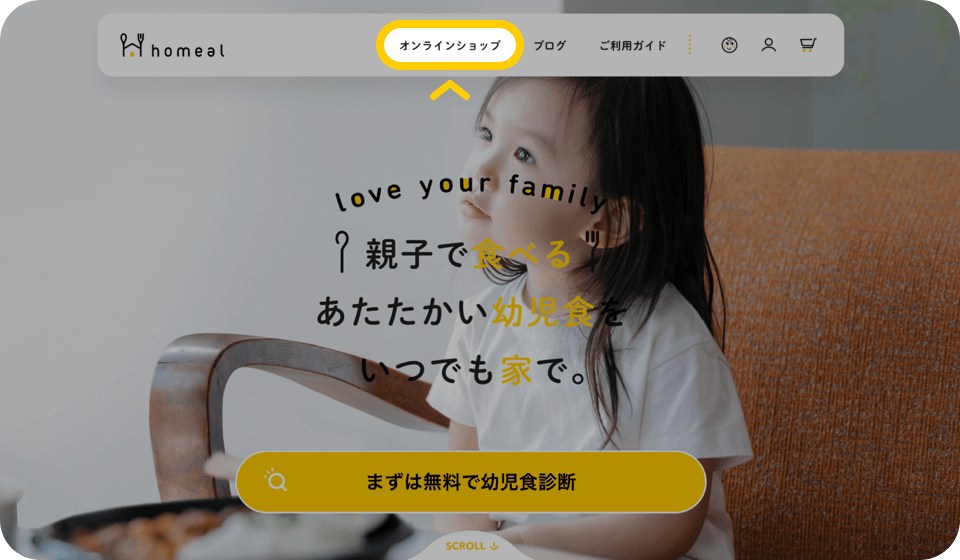 homeal
オンラインショップ
ブログ
ご利用ガイド
love your family
親子で食べる
あたたかい幼児食を
いつでも家で。
まずは無料で幼児食診断
SCROLL